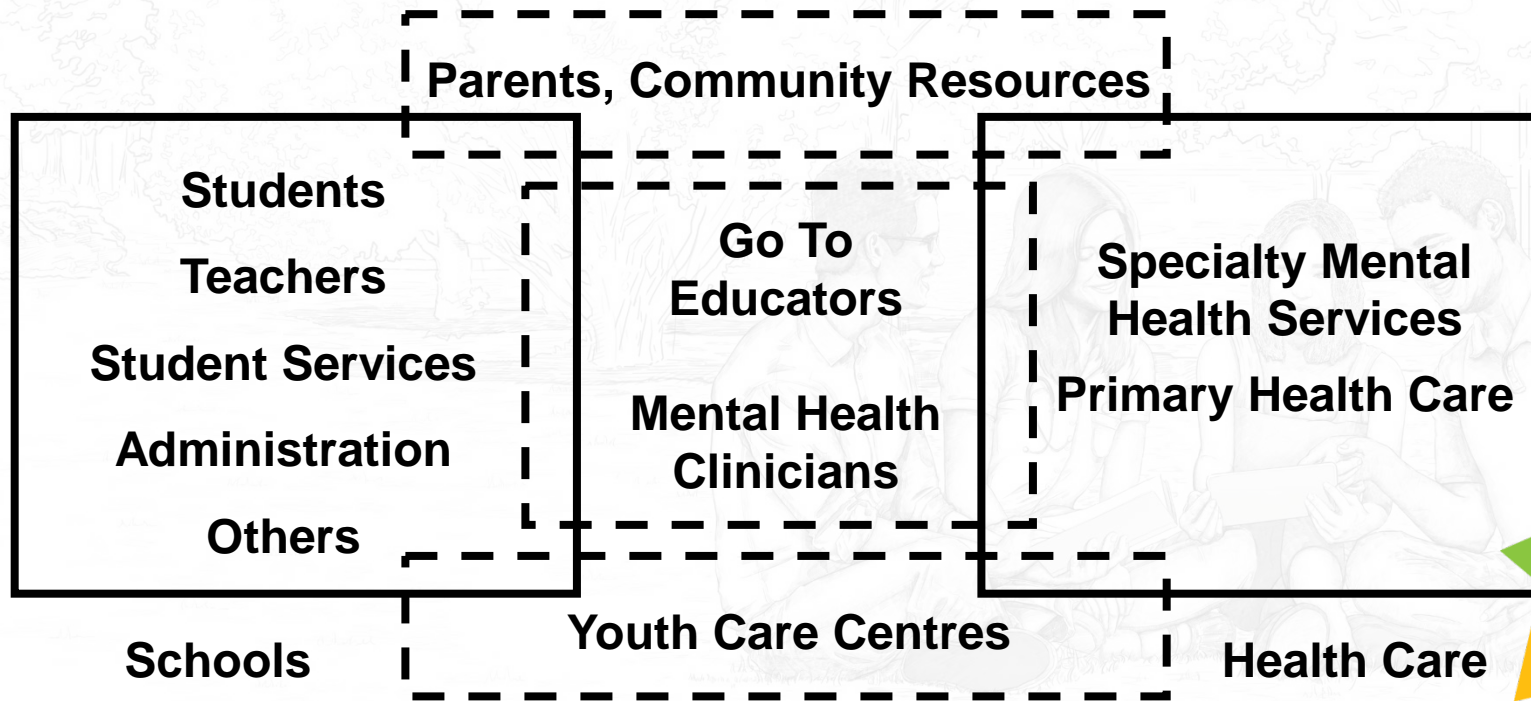 Parents, Community Resources
Students
Teachers
Student Services
Administration
Others
Schools
Go To
Educators
Mental Health
Clinicians
Youth Care Centres
Specialty Mental
Health Services
Primary Health Care
Health Care